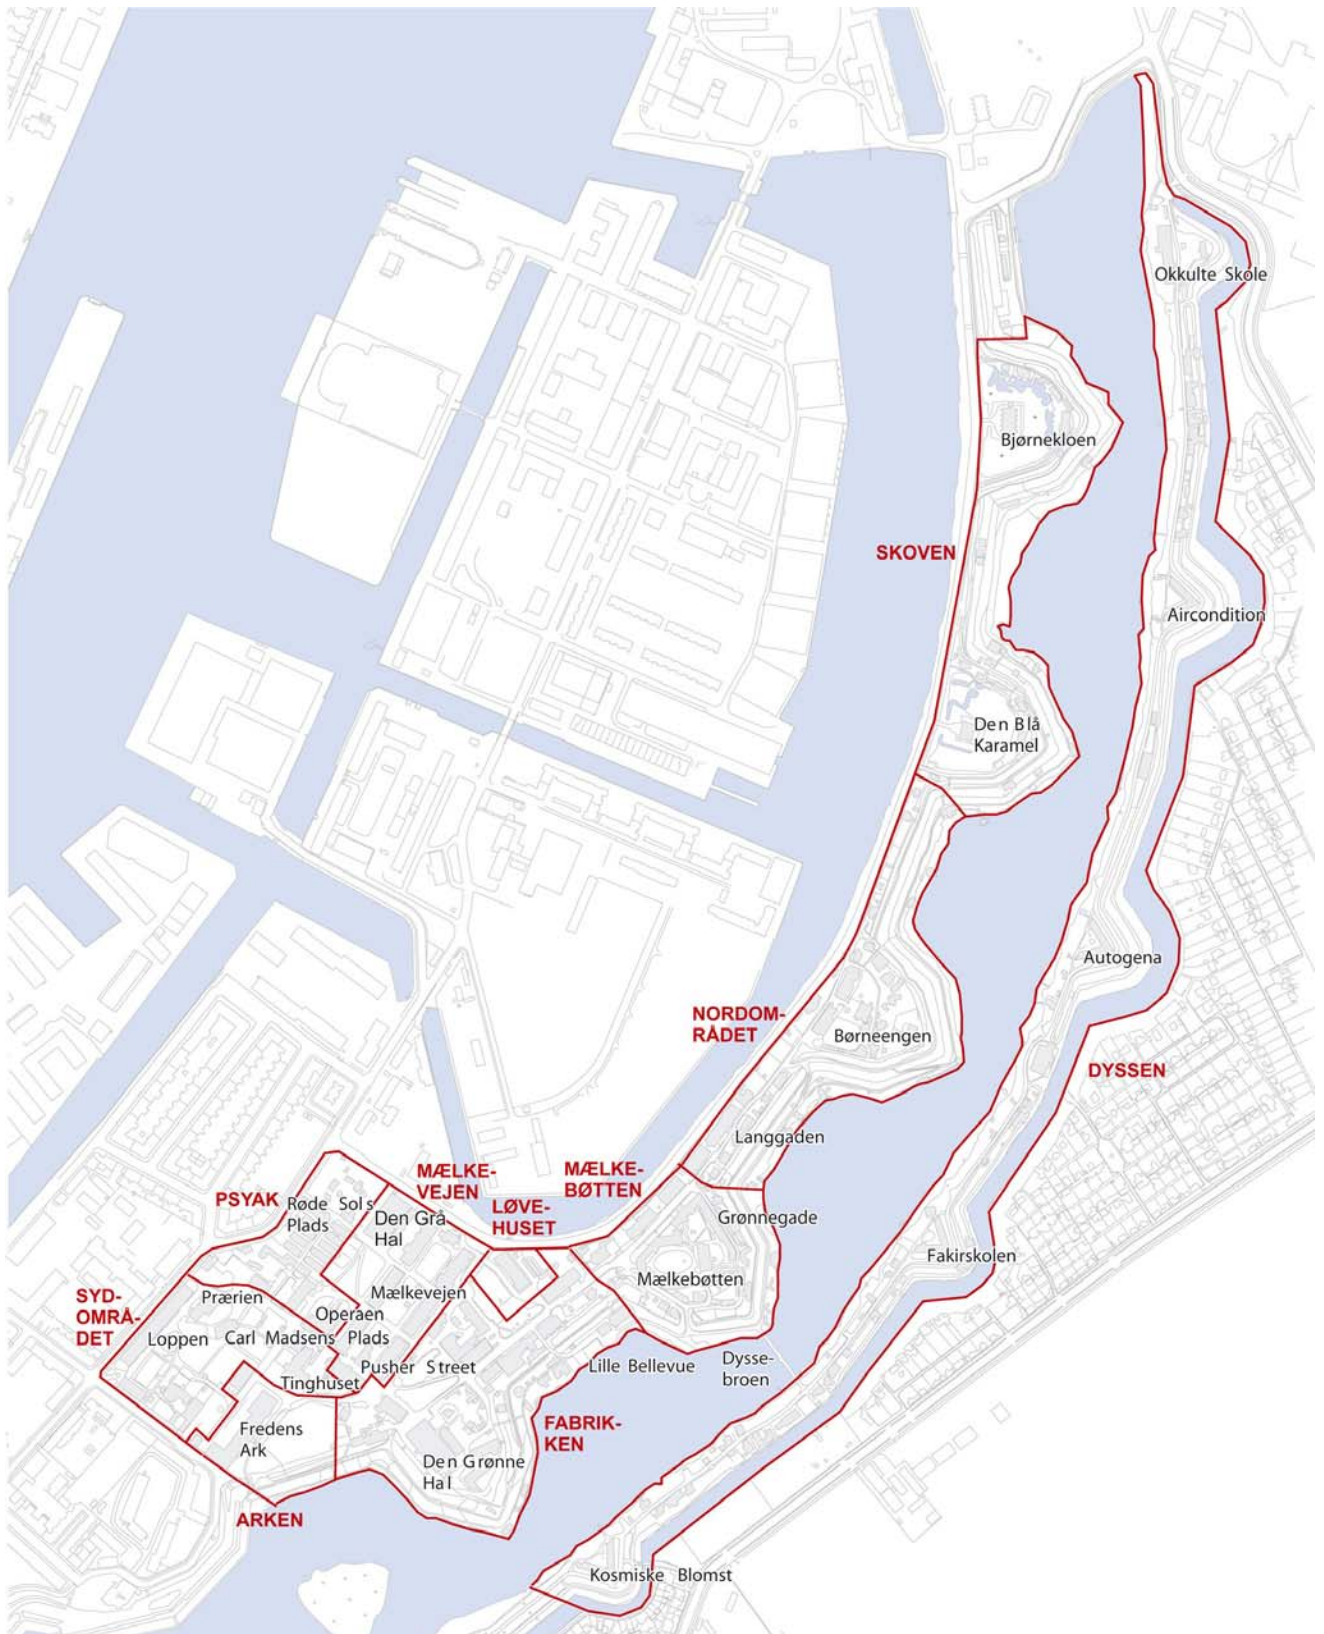 Okkulte Skole
Bjørnekloen
SKOVEN
Aircondition
Den Blå
Karamel
Autogena
NORDOM-
RÅDET
Børneengen
DYSSEN
Langgaden
MÆLKE-
VEJEN
MÆLKE-
BØTTEN
PSYAK
Røde Sols
Plads
LØVE-
HUSET
Den Grå
Hal
Grønnegade
Fakirskolen
Mælkebøtten
SYD-
OMRÅ-
DET
Prærien
Mælkevejen
Operaen
Loppen
Carl Madsens Plads
Pusher Street
Lille Bellevue
Dysse-
broen
Tinghuset
Fredens
Ark
FABRIK-
KEN
Den Grønne
Hal
ARKEN
Kosmiske Blomst